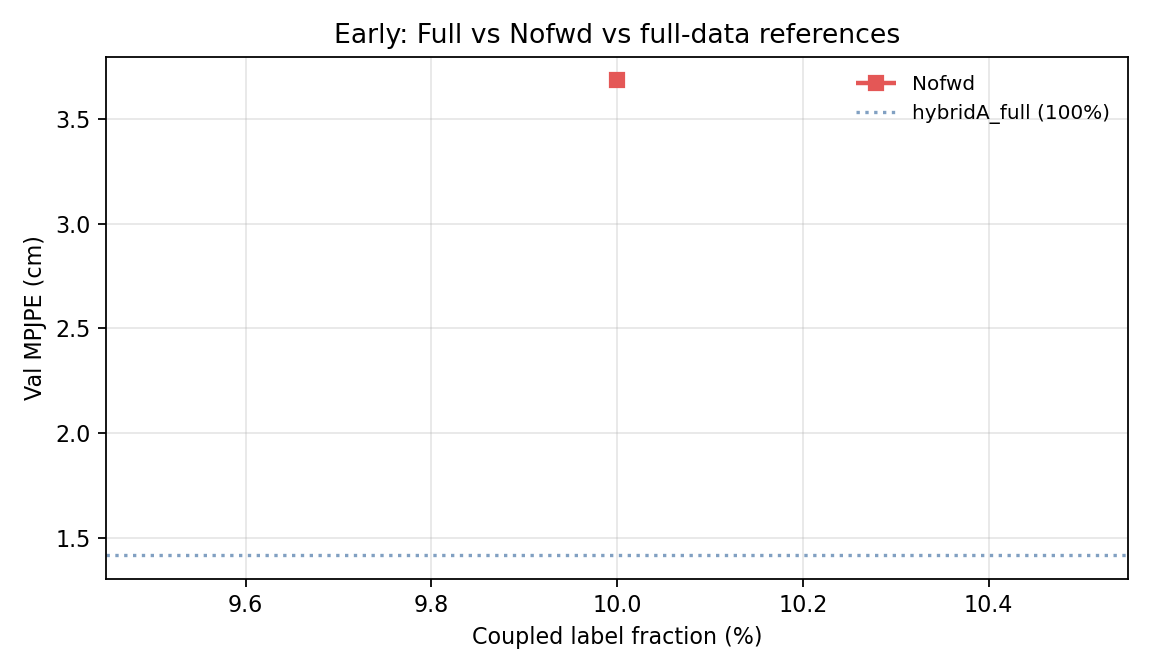 Early: Full vs Nofwd vs full-data references
Nofwd
hybridA_full (100%)
Val MPJPE (cm)
3.5
3.0
2.5
2.0
1.5
9.6
9.8
10.0
10.2
10.4
Coupled label fraction (%)